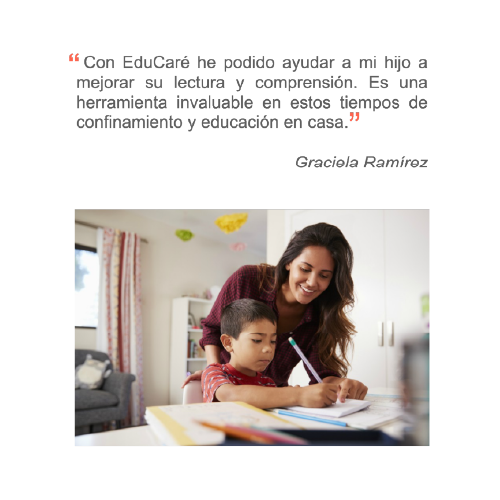 “Con EduCaré he podido ayudar a mi hijo a
mejorar su lectura y comprensión. Es una
herramienta invaluable en estos tiempos de
confinamiento y educación en casa.”
Graciela Ramírez